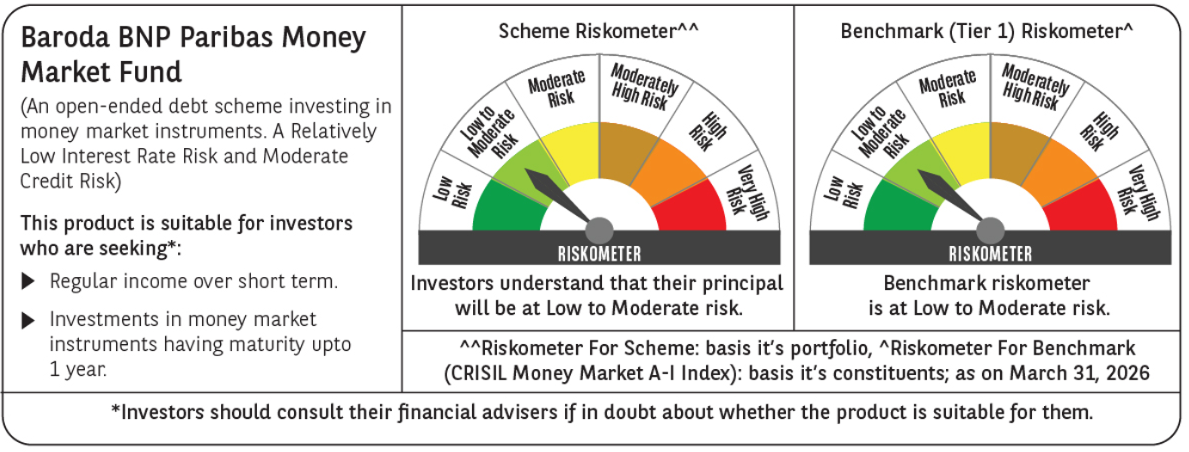 Baroda BNP Paribas Money
Market Fund
(An open-ended debt scheme investing in
money market instruments. A Relatively
Low Interest Rate Risk and Moderate
Credit Risk)
This product is suitable for investors
who are seeking*:
Regular income over short term.
Investments in money market
instruments having maturity upto
1 year.
Scheme Riskometer^^
Low
Risk
Low to
Moderate
Risk
Moderate
Risk
Moderately
High Risk
High
Risk
Very High
Risk
RISKOMETER
Investors understand that their principal
will be at Low to Moderate risk.
Benchmark (Tier 1) Riskometer^
Low
Risk
Low to
Moderate
Risk
Moderate
Risk
Moderately
High Risk
High
Risk
Very High
Risk
RISKOMETER
Benchmark riskometer
is at Low to Moderate risk.
^^Riskometer For Scheme: basis it's portfolio, ^Riskometer For Benchmark
(CRISIL Money Market A-I Index): basis it's constituents; as on March 31, 2026
*Investors should consult their financial advisers if in doubt about whether the product is suitable for them.